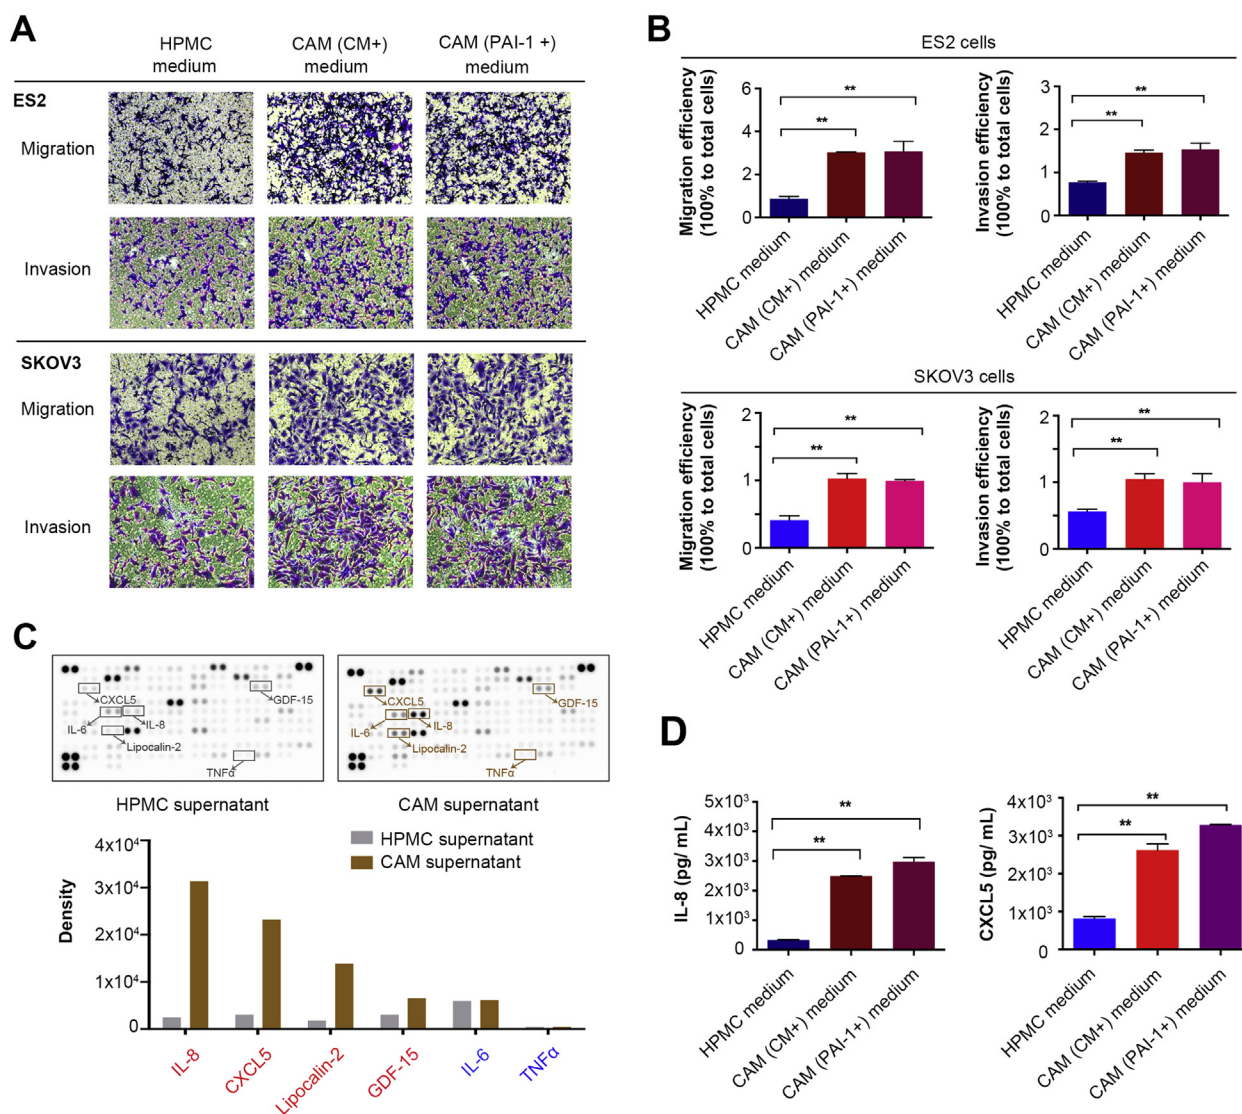 A
HPMC
medium
CAM (CM+)
medium
CAM (PAI-1 +)
medium
ES2
Migration
Invasion
SKOV3
Migration
Invasion
B
ES2 cells
Migration efficiency
(100% to total cells)
6
4
2
0
**
**
HPMC medium
CAM (CM+) medium
CAM (PAI-1+) medium
Invasion efficiency
(100% to total cells)
3
2
1
0
**
**
HPMC medium
CAM (CM+) medium
CAM (PAI-1+) medium
SKOV3 cells
Migration efficiency
(100% to total cells)
2
1
0
**
**
HPMC medium
CAM (CM+) medium
CAM (PAI-1+) medium
Invasion efficiency
(100% to total cells)
2
1
0
**
**
HPMC medium
CAM (CM+) medium
CAM (PAI-1+) medium
C
CXCL5
GDF-15
IL-6
IL-8
Lipocalin-2
TNFα
HPMC supernatant
CXCL5
GDF-15
IL-6
IL-8
Lipocalin-2
TNFα
CAM supernatant
HPMC supernatant
CAM supernatant
Density
4x10⁴
3x10⁴
2x10⁴
1x10⁴
0
IL-8
CXCL5
Lipocalin-2
GDF-15
IL-6
TNFα
D
IL-8 (pg/ mL)
5x10³
4x10³
3x10³
2x10³
1x10³
0
**
**
HPMC medium
CAM (CM+) medium
CAM (PAI-1+) medium
CXCL5 (pg/ mL)
4x10³
3x10³
2x10³
1x10³
0
**
**
HPMC medium
CAM (CM+) medium
CAM (PAI-1+) medium